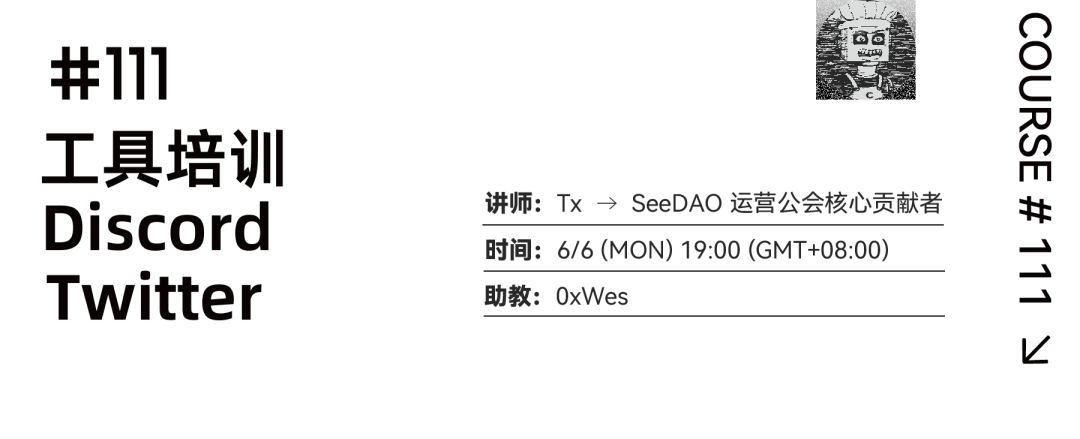 #111
工具培训
Discord
Twitter
讲师： Tx → SeeDAO 运营公会核心贡献者
时间： 6/6 (MON) 19:00 (GMT+08:00)
助教： 0xWes
C
COURSE # 111 ↙